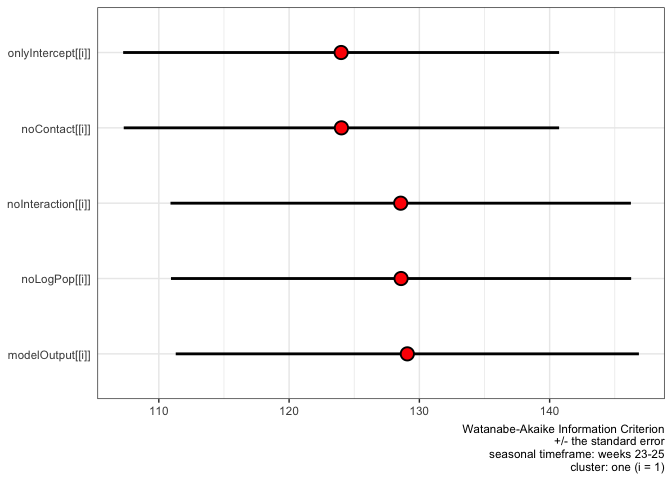 onlyIntercept[[i]]
noContact[[i]]
noInteraction[[i]]
noLogPop[[i]]
modelOutput[[i]]
110 120 130 140
Watanabe-Akaike Information Criterion
+/- the standard error
seasonal timeframe: weeks 23-25
cluster: one (i = 1)